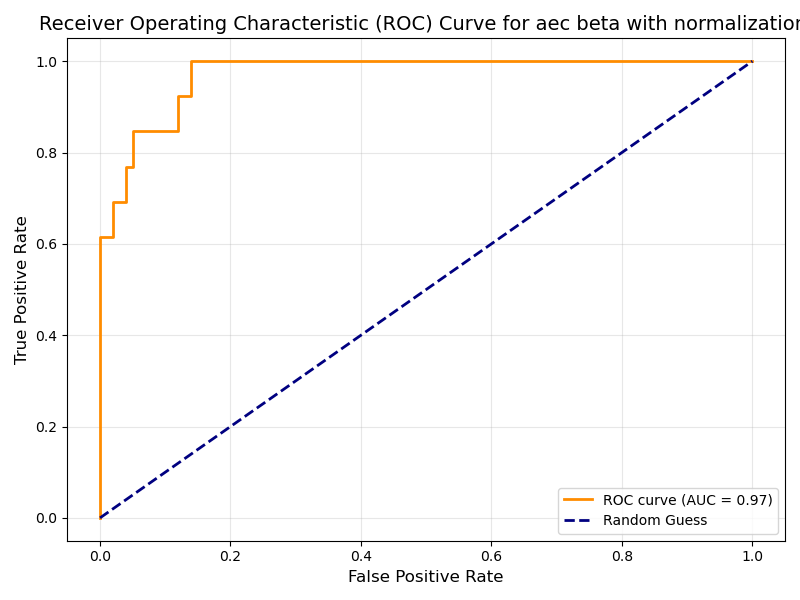 Receiver Operating Characteristic (ROC) Curve for aec beta with normalization
1.0
0.8
0.6
0.4
0.2
0.0
True Positive Rate
0.0 0.2 0.4 0.6 0.8 1.0
False Positive Rate
ROC curve (AUC = 0.97)
Random Guess